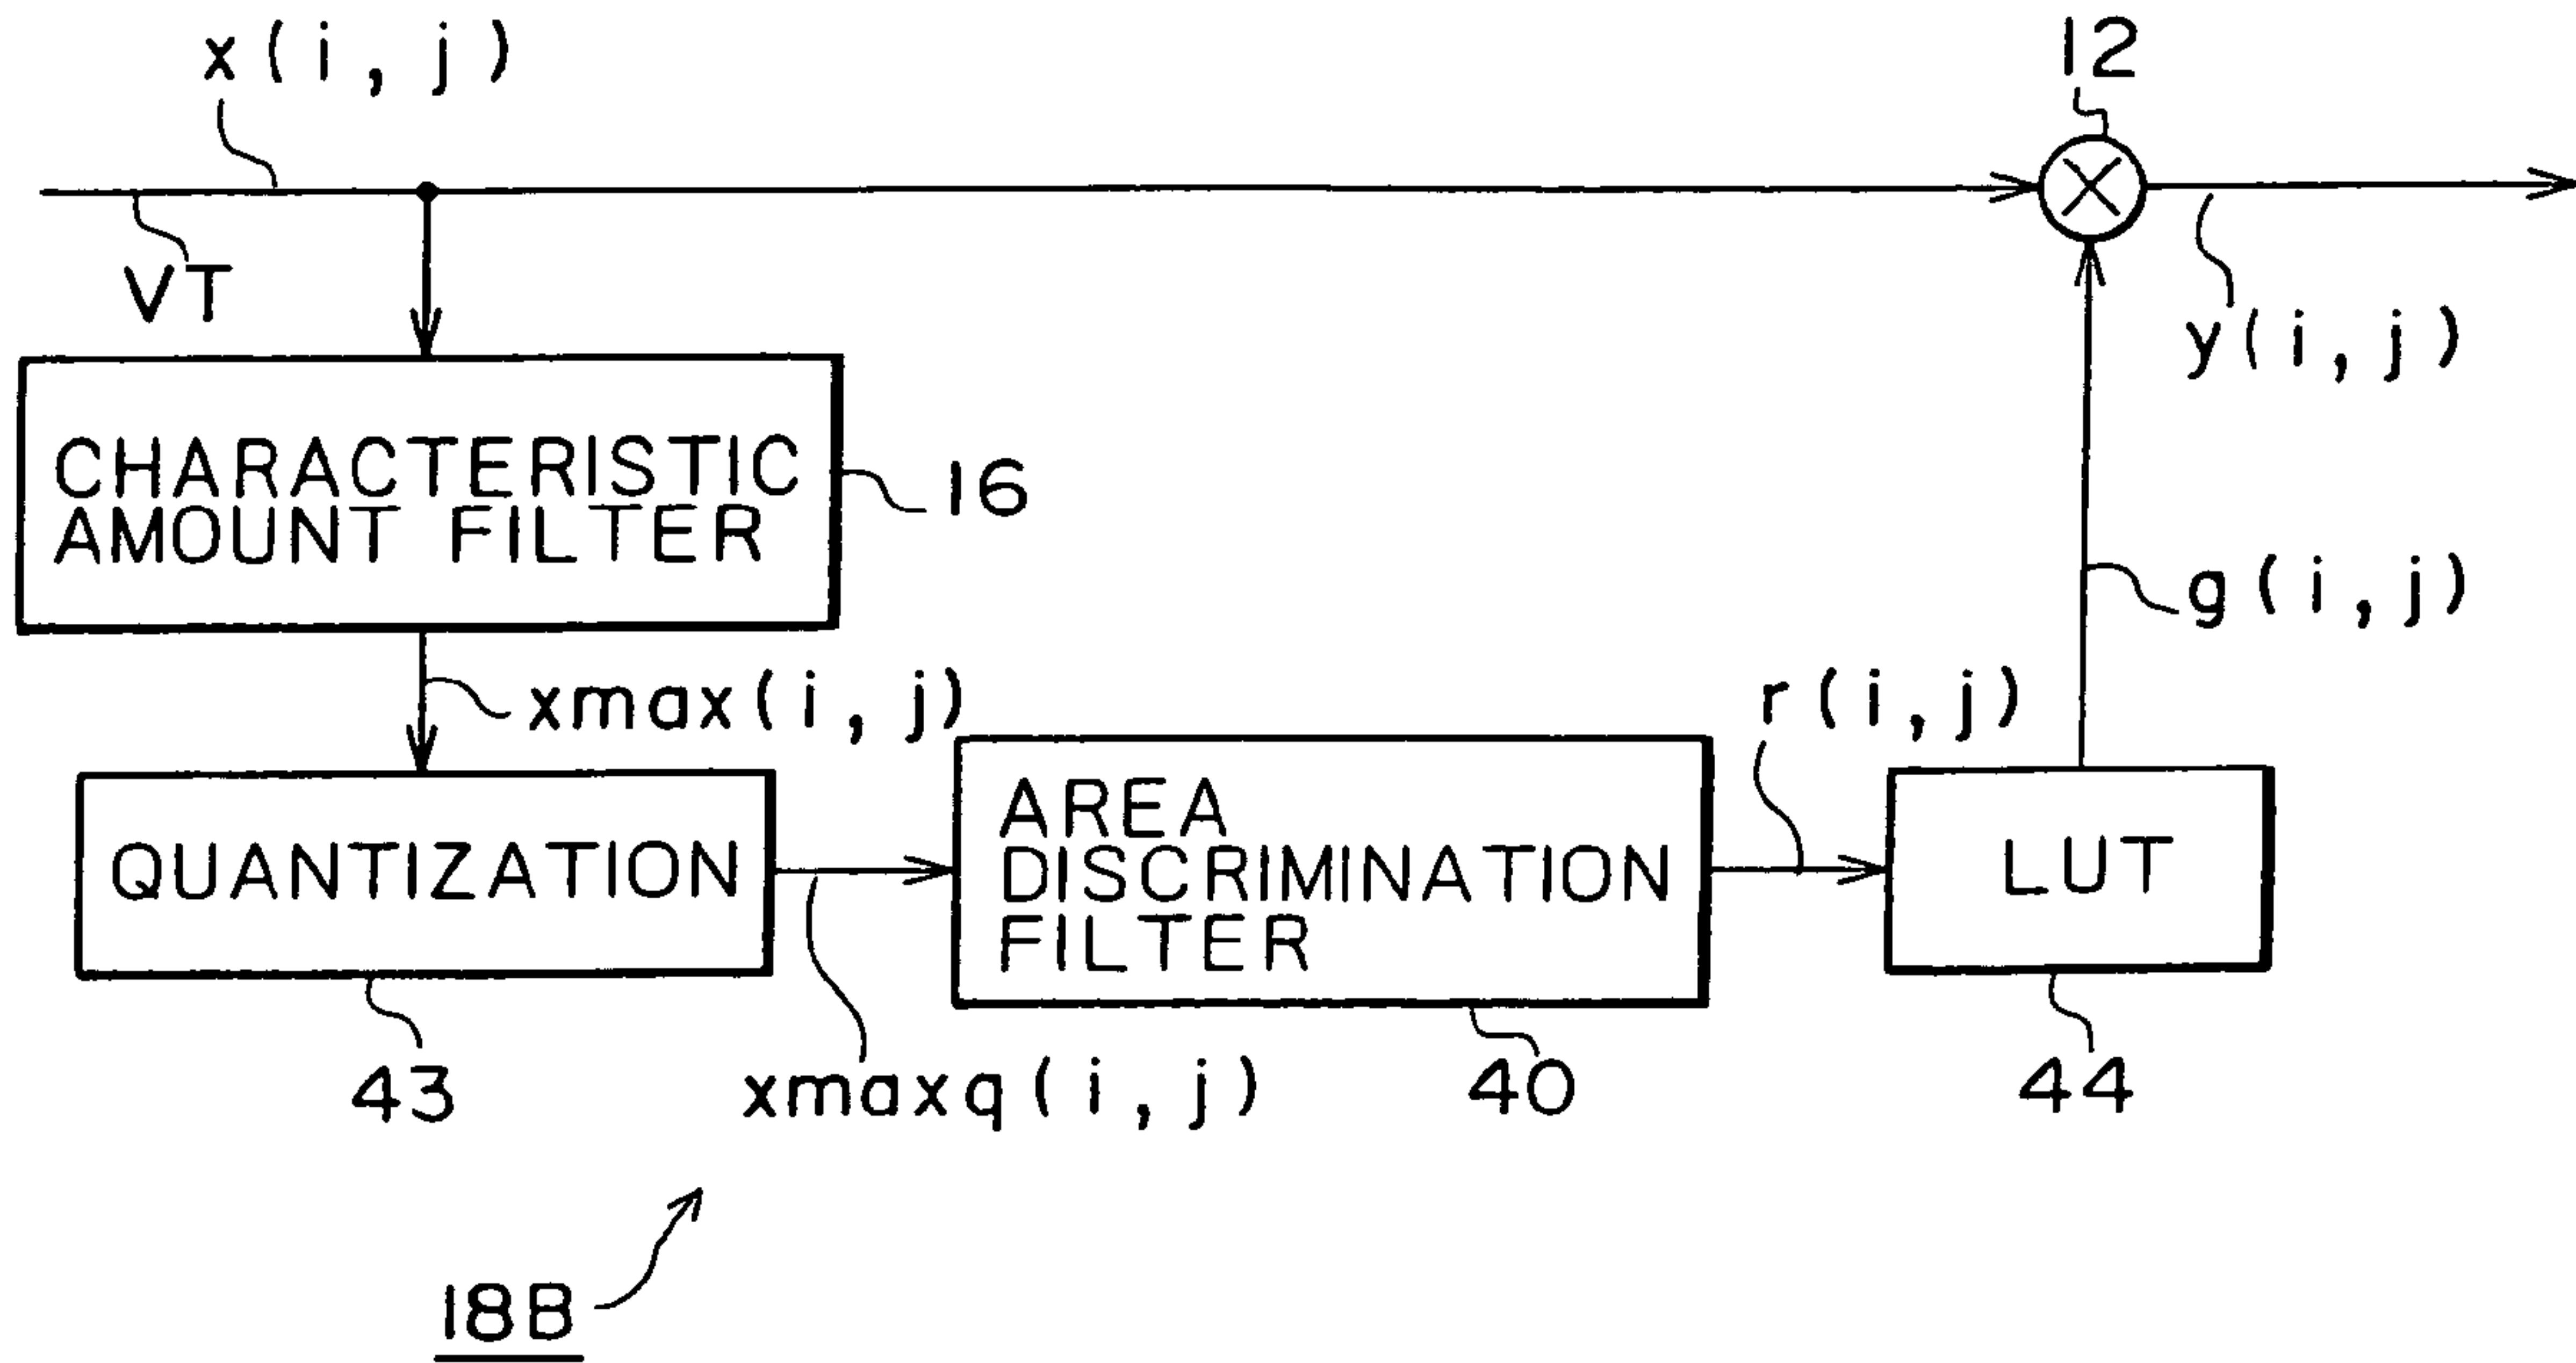 x(i, j)
12
VT
y(i, j)
CHARACTERISTIC
AMOUNT FILTER
16
g(i, j)
xmax(i, j)
r(i, j)
QUANTIZATION
AREA
DISCRIMINATION
FILTER
LUT
43
xmaxq(i, j)
40
44
18B